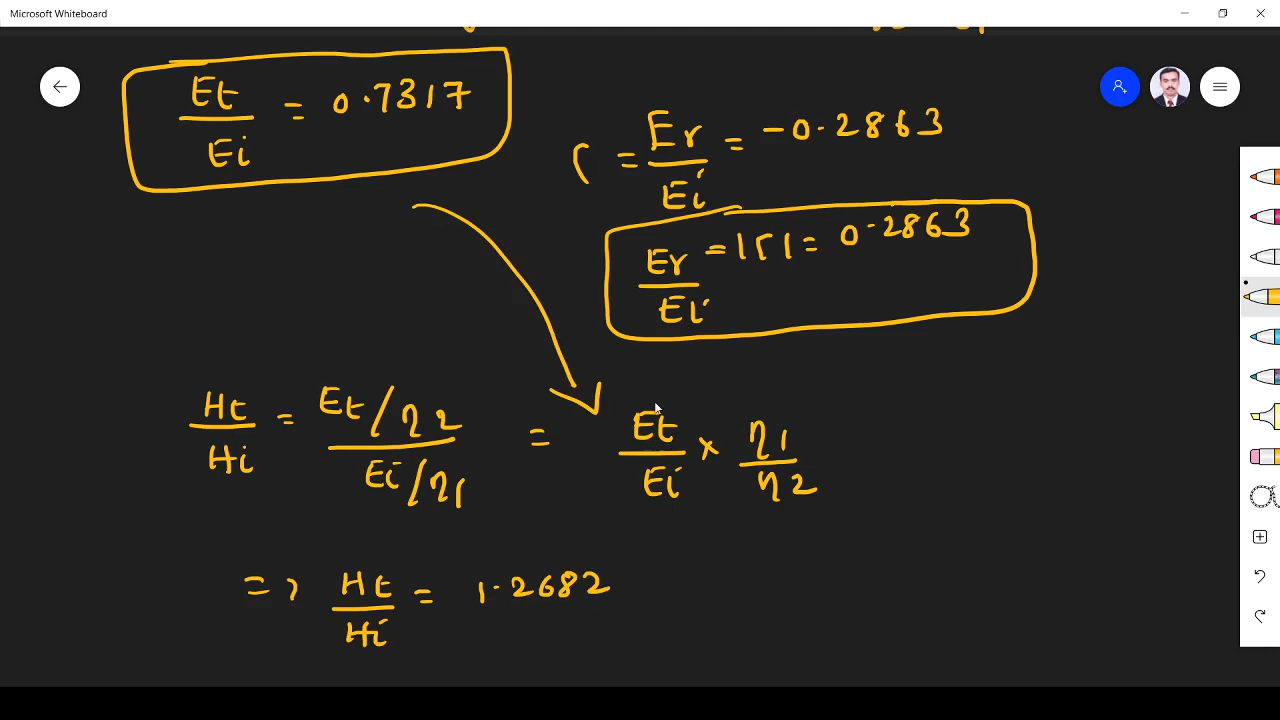 Microsoft Whiteboard
Et/Ei = 0.7317
Γ = Er/Ei = -0.2863
Er/Ei = |Γ| = 0.2863
Ht/Hi = (Et/η2)/(Ei/η1) = Et/Ei × η1/η2
=> Ht/Hi = 1.2682